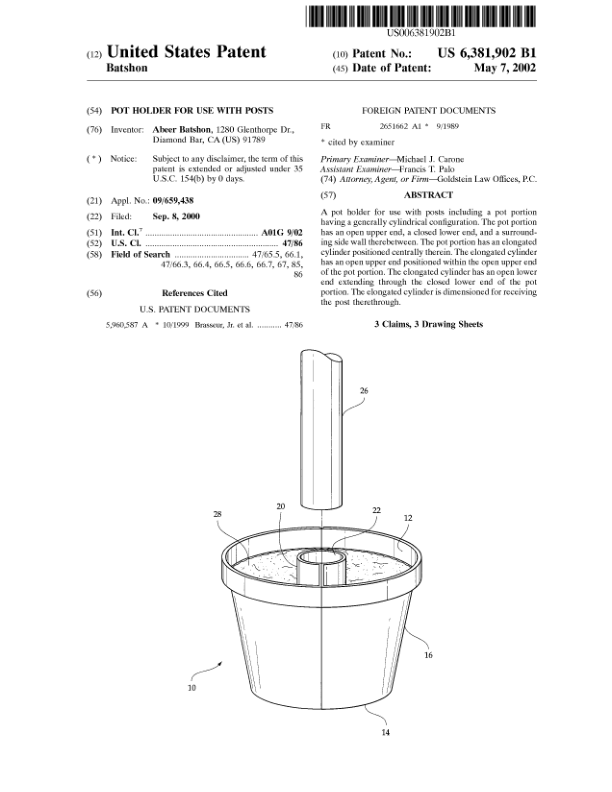 US006381902B1
(12) United States Patent
Batshon
(10) Patent No.: US 6,381,902 B1
(45) Date of Patent: May 7, 2002
(54) POT HOLDER FOR USE WITH POSTS
(76) Inventor: Abeer Batshon, 1280 Glenthorpe Dr.,
Diamond Bar, CA (US) 91789
( * ) Notice: Subject to any disclaimer, the term of this
patent is extended or adjusted under 35
U.S.C. 154(b) by 0 days.
(21) Appl. No.: 09/659,438
(22) Filed: Sep. 8, 2000
(51) Int. Cl.7 ................................................ A01G 9/02
(52) U.S. Cl. ........................................................ 47/86
(58) Field of Search ................................ 47/65.5, 66.1,
47/66.3, 66.4, 66.5, 66.6, 66.7, 67, 85,
86
(56) References Cited
U.S. PATENT DOCUMENTS
5,960,587 A * 10/1999 Brasseur, Jr. et al. ........... 47/86
FOREIGN PATENT DOCUMENTS
FR 2651662 A1 * 9/1989
* cited by examiner
Primary Examiner—Michael J. Carone
Assistant Examiner—Francis T. Palo
(74) Attorney, Agent, or Firm—Goldstein Law Offices, P.C.
(57) ABSTRACT
A pot holder for use with posts including a pot portion
having a generally cylindrical configuration. The pot portion
has an open upper end, a closed lower end, and a surround-
ing side wall therebetween. The pot portion has an elongated
cylinder positioned centrally therein. The elongated cylinder
has an open upper end positioned within the open upper end
of the pot portion. The elongated cylinder has an open lower
end extending through the closed lower end of the pot
portion. The elongated cylinder is dimensioned for receiving
the post therethrough.
3 Claims, 3 Drawing Sheets
26
20
22
28
12
16
10
14